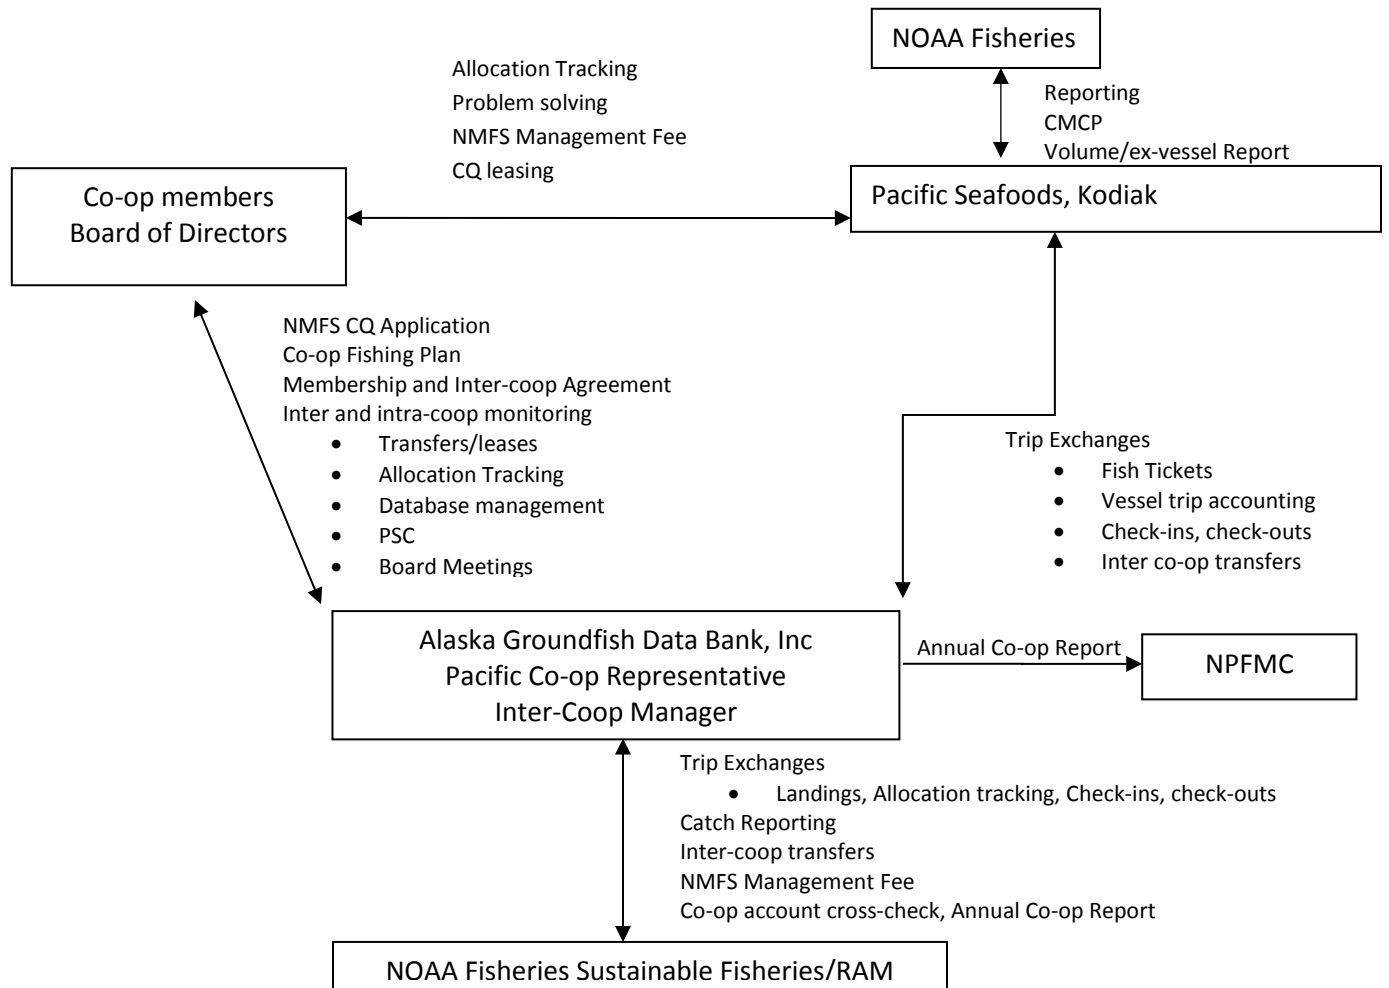 NOAA Fisheries
Allocation Tracking
Problem solving
NMFS Management Fee
CQ leasing
Reporting
CMCP
Volume/ex-vessel Report
Co-op members
Board of Directors
Pacific Seafoods, Kodiak
NMFS CQ Application
Co-op Fishing Plan
Membership and Inter-coop Agreement
Inter and intra-coop monitoring
• Transfers/leases
• Allocation Tracking
• Database management
• PSC
• Board Meetings
Trip Exchanges
• Fish Tickets
• Vessel trip accounting
• Check-ins, check-outs
• Inter co-op transfers
Alaska Groundfish Data Bank, Inc
Pacific Co-op Representative
Inter-Coop Manager
Annual Co-op Report
NPFMC
Trip Exchanges
• Landings, Allocation tracking, Check-ins, check-outs
Catch Reporting
Inter-coop transfers
NMFS Management Fee
Co-op account cross-check, Annual Co-op Report
NOAA Fisheries Sustainable Fisheries/RAM